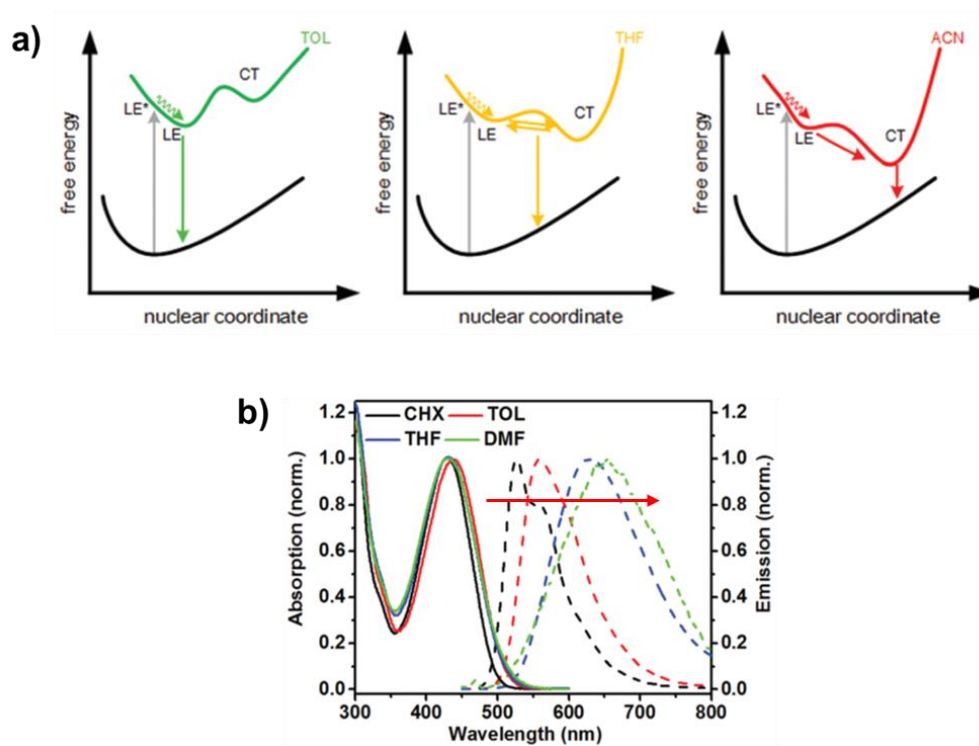 a)
TOL
CT
LE*
LE
free energy
nuclear coordinate
THF
CT
LE*
LE
free energy
nuclear coordinate
ACN
CT
LE*
LE
free energy
nuclear coordinate
b)
CHX TOL
THF DMF
1.2
1.0
0.8
0.6
0.4
0.2
0.0
Absorption (norm.)
1.2
1.0
0.8
0.6
0.4
0.2
0.0
Emission (norm.)
300 400 500 600 700 800
Wavelength (nm)